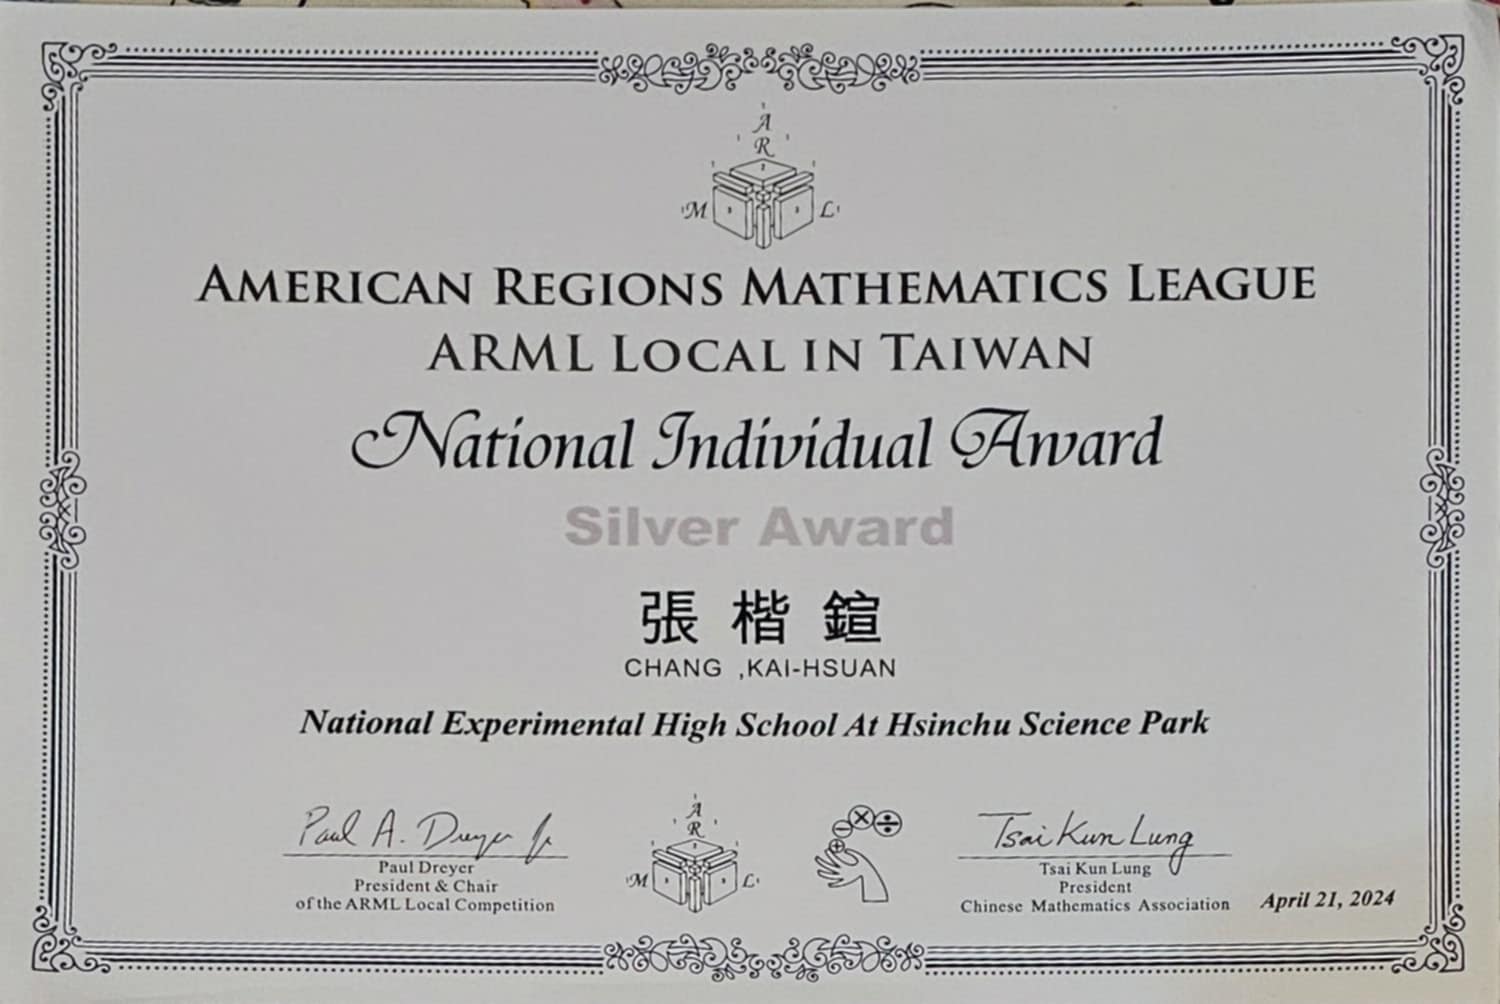 A
R
M L
AMERICAN REGIONS MATHEMATICS LEAGUE
ARML LOCAL IN TAIWAN
National Individual Award
Silver Award
張 楷 鍹
CHANG ,KAI-HSUAN
National Experimental High School At Hsinchu Science Park
Paul A. Dreyer Jr
Paul Dreyer
President & Chair
of the ARML Local Competition
A
R
M L
Tsai Kun Lung
Tsai Kun Lung
President
Chinese Mathematics Association
April 21, 2024